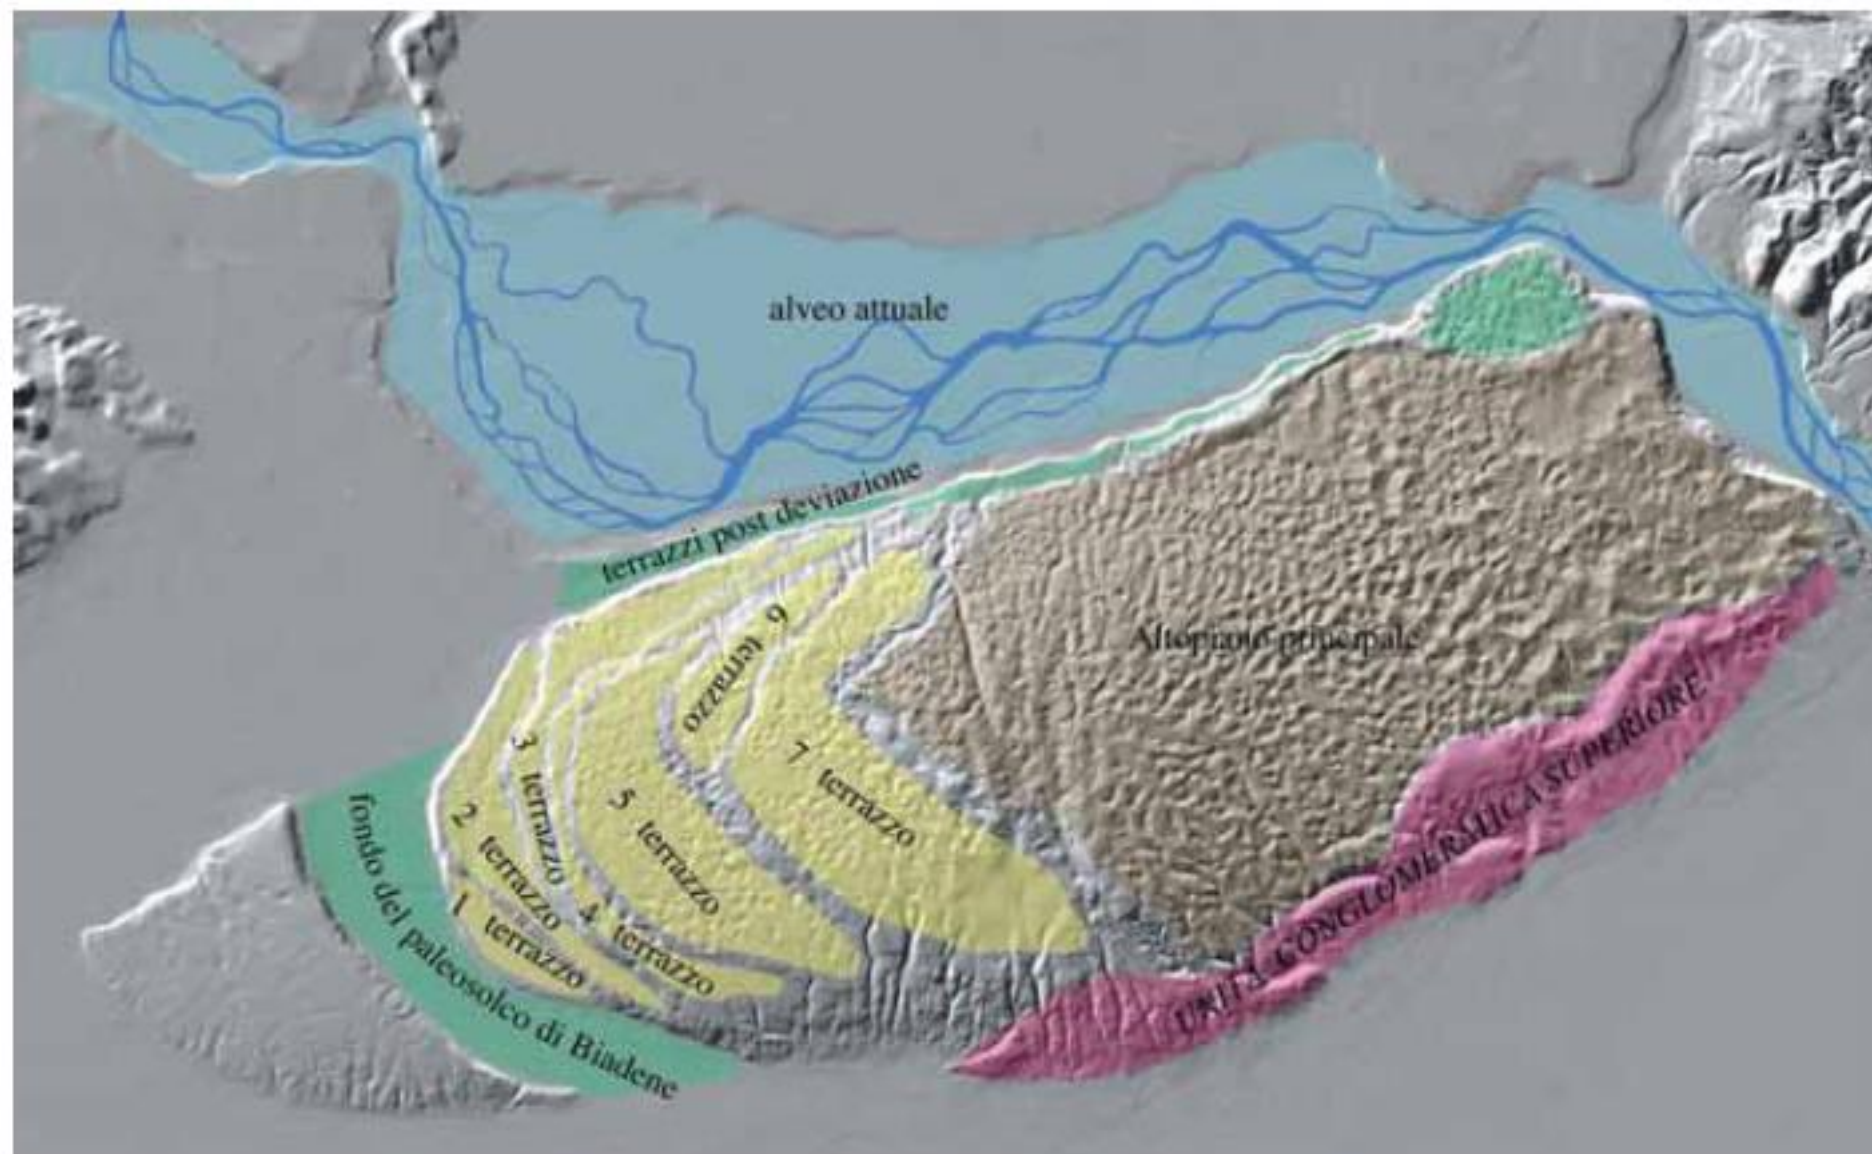 alveo attuale
terrazzi post deviazione
Altopiano principale
6 terrazzo
7 terrazzo
3 terrazzo
5 terrazzo
2 terrazzo
4 terrazzo
1 terrazzo
fondo del paleosolco di Biadene
UNITÀ CONGLOMERATICA SUPERIORE